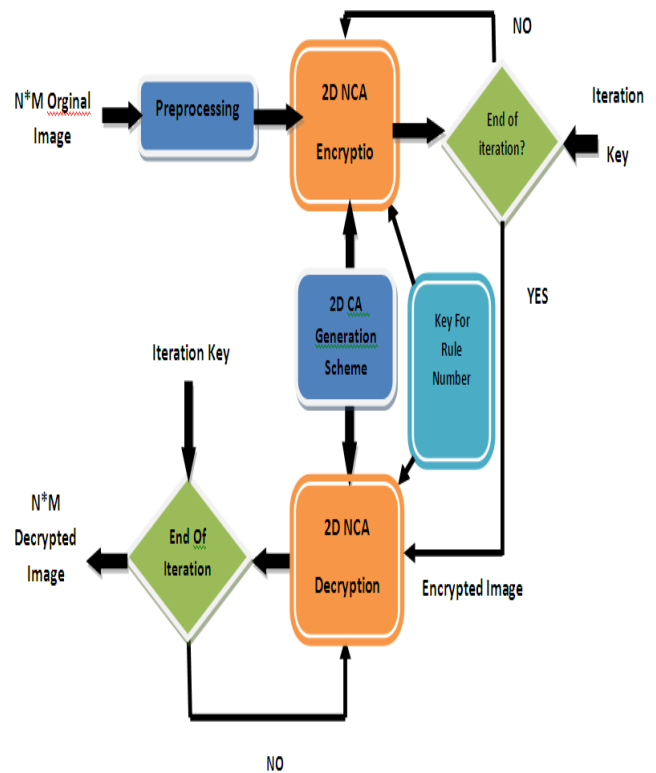 NO
N*M Orginal
Image
Preprocessing
2D NCA
Encryptio
End of
iteration?
Iteration
Key
YES
2D CA
Generation
Scheme
Key For
Rule
Number
Iteration Key
N*M
Decrypted
Image
End Of
Iteration
2D NCA
Decryption
Encrypted Image
NO